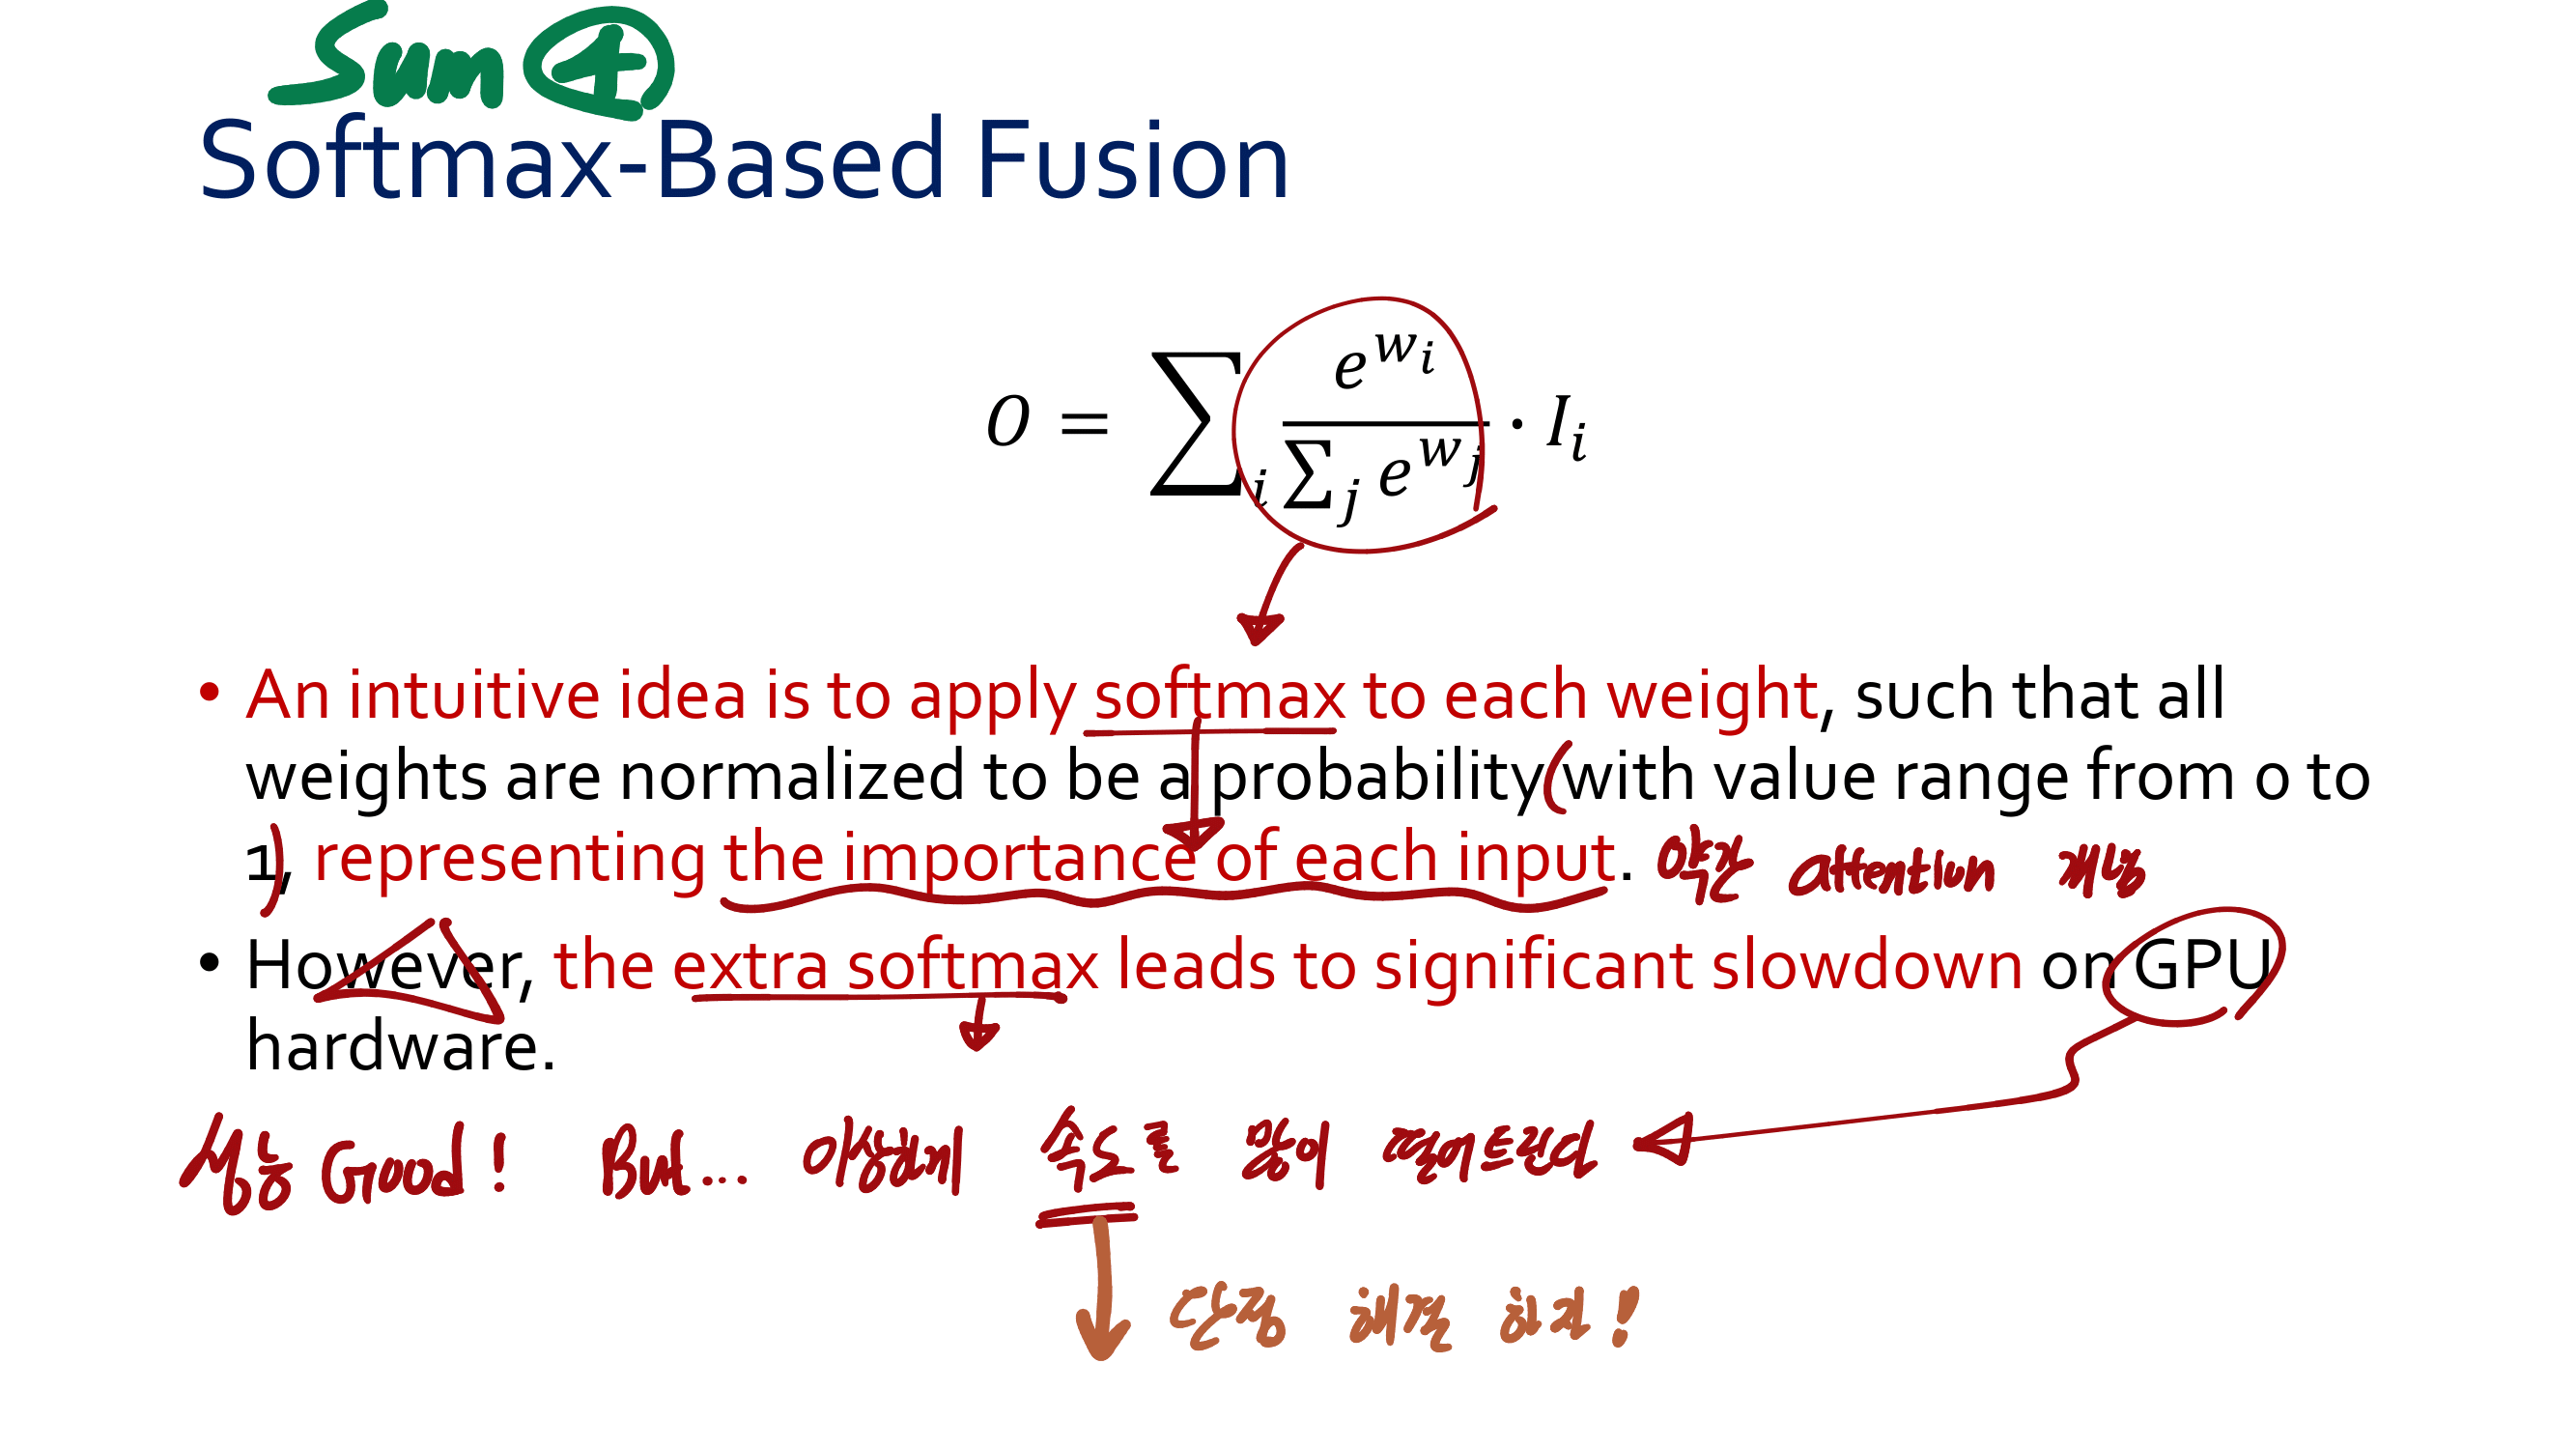 Sum ④
Softmax-Based Fusion
O = ∑_i e^{w_i} / ∑_j e^{w_j} · I_i
• An intuitive idea is to apply softmax to each weight, such that all
weights are normalized to be a probability (with value range from 0 to
1), representing the importance of each input. 약간 attention 개념
• However, the extra softmax leads to significant slowdown on GPU
hardware.
성능 Good! But... 이상하게 속도를 많이 떨어트린다
단점 해결 하자!